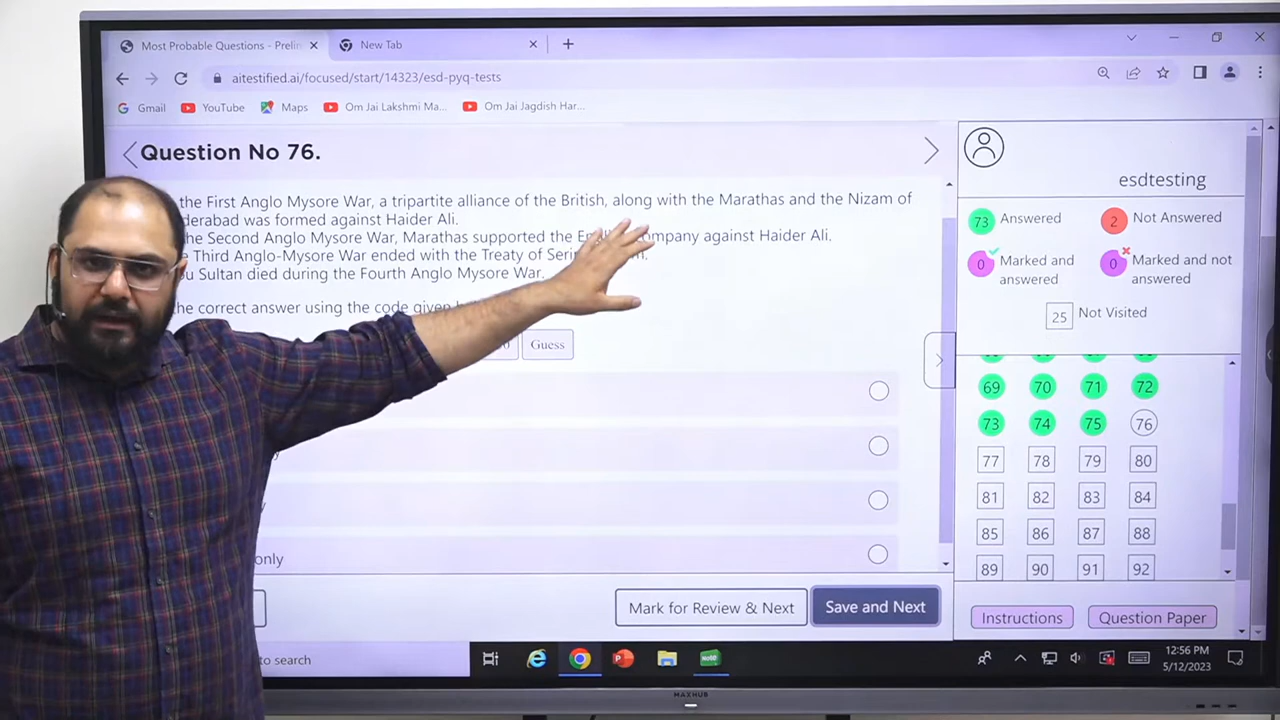 Most Probable Questions - Prelin
New Tab
aitestified.ai/focused/start/14323/esd-pyq-tests
Gmail
YouTube
Maps
Om Jai Lakshmi Ma...
Om Jai Jagdish Har...
Question No 76.
the First Anglo Mysore War, a tripartite alliance of the British, along with the Marathas and the Nizam of
derabad was formed against Haider Ali.
he Second Anglo Mysore War, Marathas supported the company against Haider Ali.
Third Anglo-Mysore War ended with the Treaty of
Sultan died during the Fourth Anglo Mysore War.
the correct answer using the code given
Guess
only
Mark for Review & Next
Save and Next
esdtesting
73 Answered
2 Not Answered
0 Marked and answered
0 Marked and not answered
25 Not Visited
69 70 71 72
73 74 75 76
77 78 79 80
81 82 83 84
85 86 87 88
89 90 91 92
Instructions
Question Paper
to search
12:56 PM
5/12/2023
MAXHUB